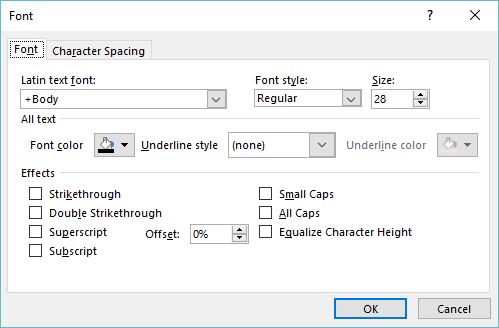 Font ?
Font Character Spacing
Latin text font: Font style: Size:
+Body Regular 28
All text
Font color Underline style (none) Underline color
Effects
Strikethrough Small Caps
Double Strikethrough All Caps
Superscript Offset: 0% Equalize Character Height
Subscript
OK Cancel